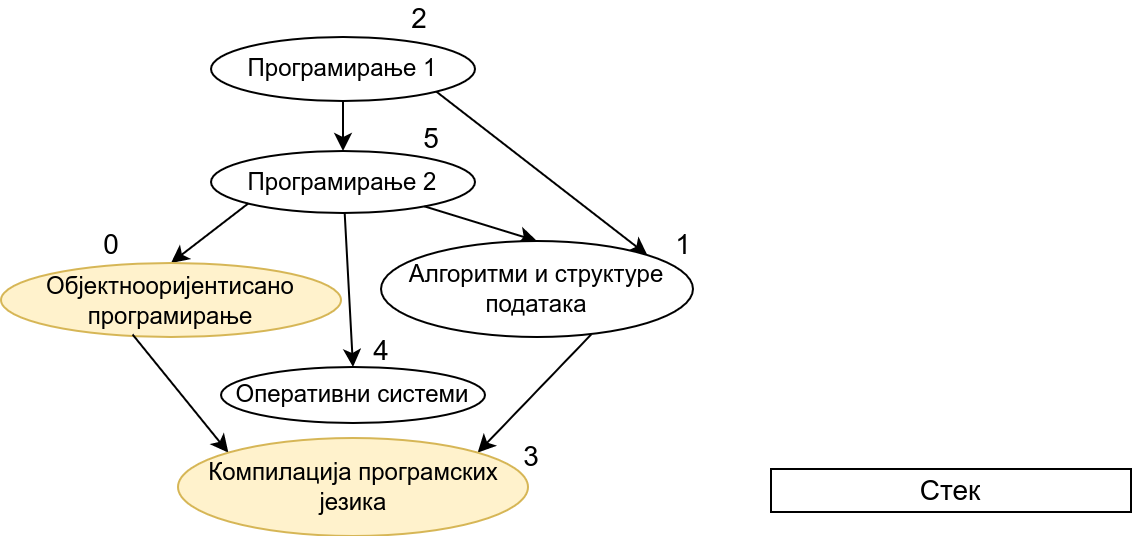 2
Програмирање 1
5
Програмирање 2
0
1
Објектнооријентисано
програмирање
Алгоритми и структуре
података
4
Оперативни системи
3
Компилација програмских
језика
Стек